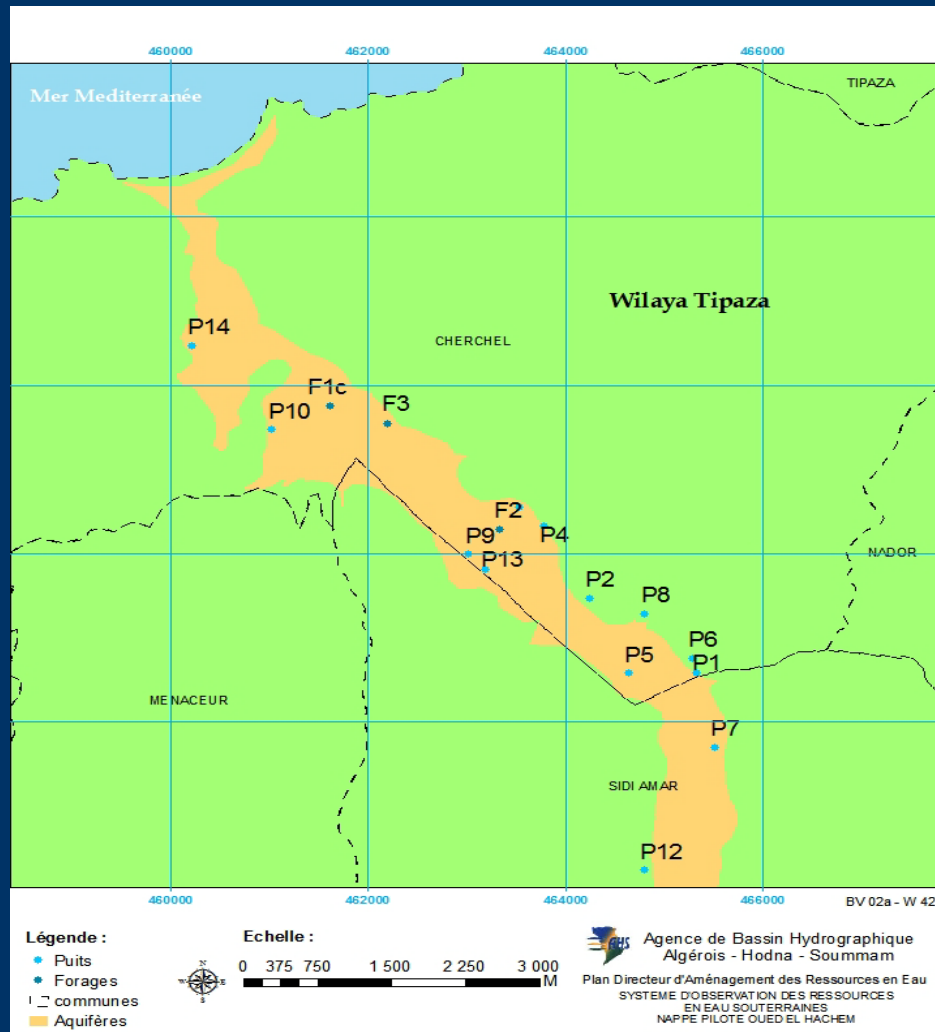 460000 462000 464000 466000
Mer Mediterranée
TIPAZA
Wilaya Tipaza
P14
CHERCHEL
F1c
F3
P10
F2
P9
P4
P13
NADOR
P2
P8
P6
P5
P1
MENACEUR
P7
SIDI AMAR
P12
460000 462000 464000 466000
BV 02a - W 42
Légende :
Puits
Forages
communes
Aquifères
N
W E
S
Echelle :
0 375 750 1 500 2 250 3 000
M
AHS
Agence de Bassin Hydrographique
Algérois - Hodna - Soummam
Plan Directeur d'Aménagement des Ressources en Eau
SYSTEME D'OBSERVATION DES RESSOURCES
EN EAU SOUTERRAINES
NAPPE PILOTE OUED EL HACHEM